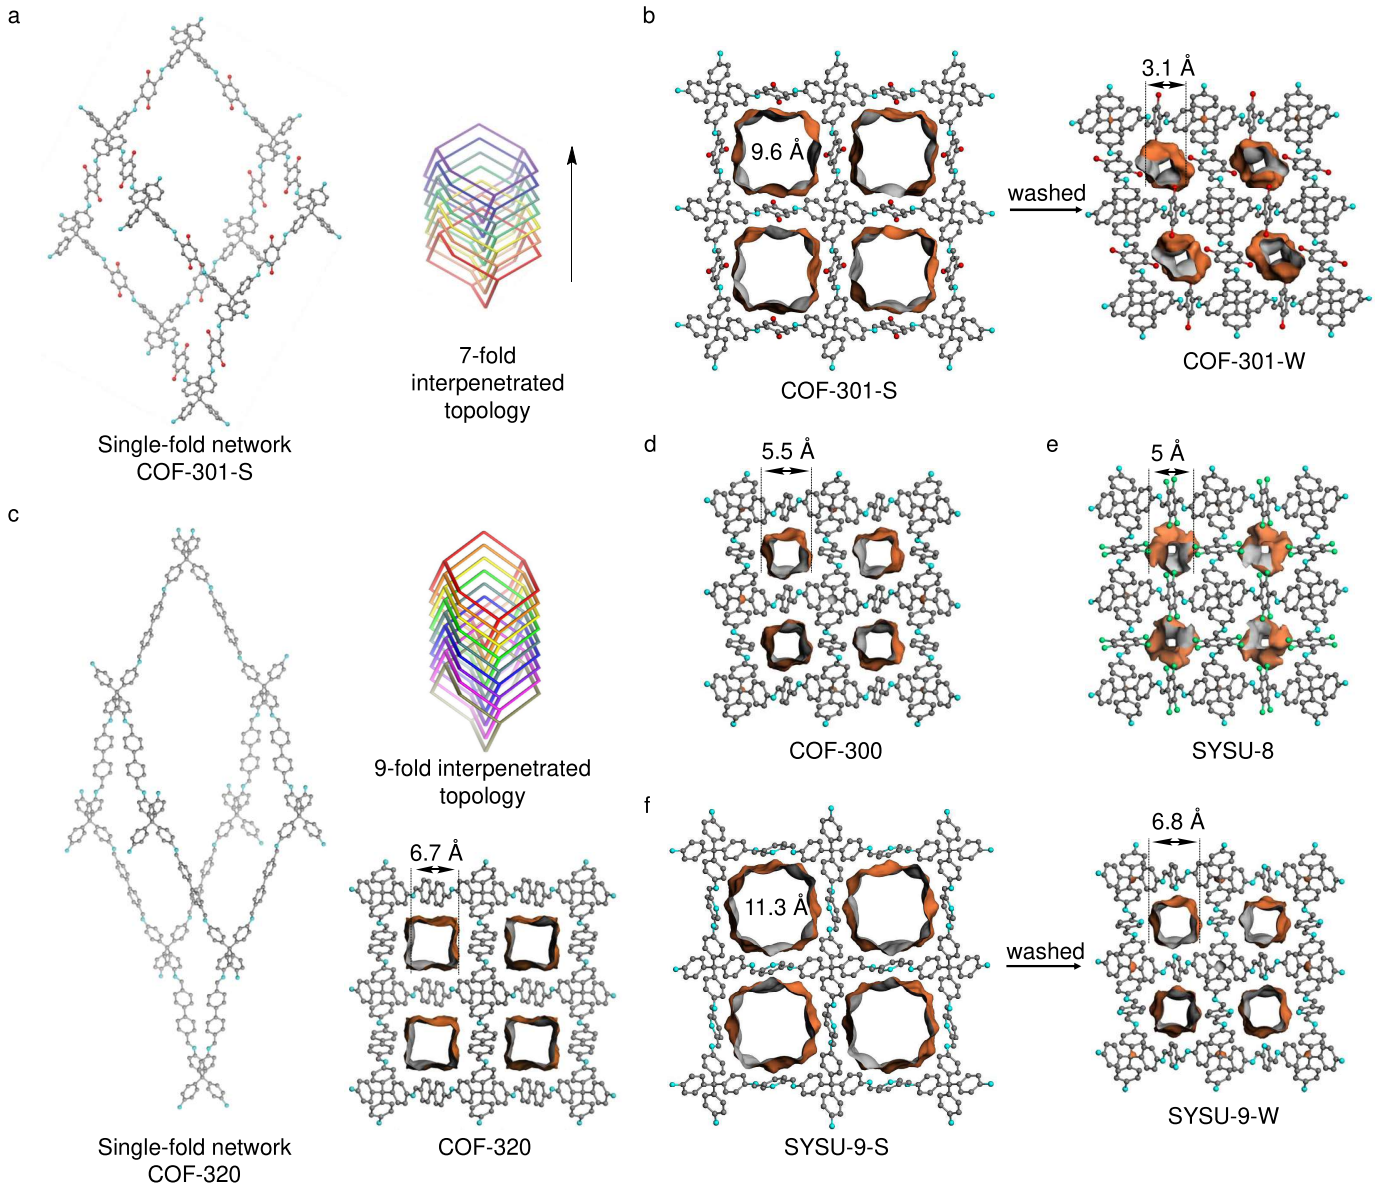 a
Single-fold network
COF-301-S
7-fold
interpenetrated
topology
b
9.6 Å
COF-301-S
washed
3.1 Å
COF-301-W
c
Single-fold network
COF-320
9-fold interpenetrated
topology
6.7 Å
COF-320
d
5.5 Å
COF-300
e
5 Å
SYSU-8
f
11.3 Å
SYSU-9-S
washed
6.8 Å
SYSU-9-W